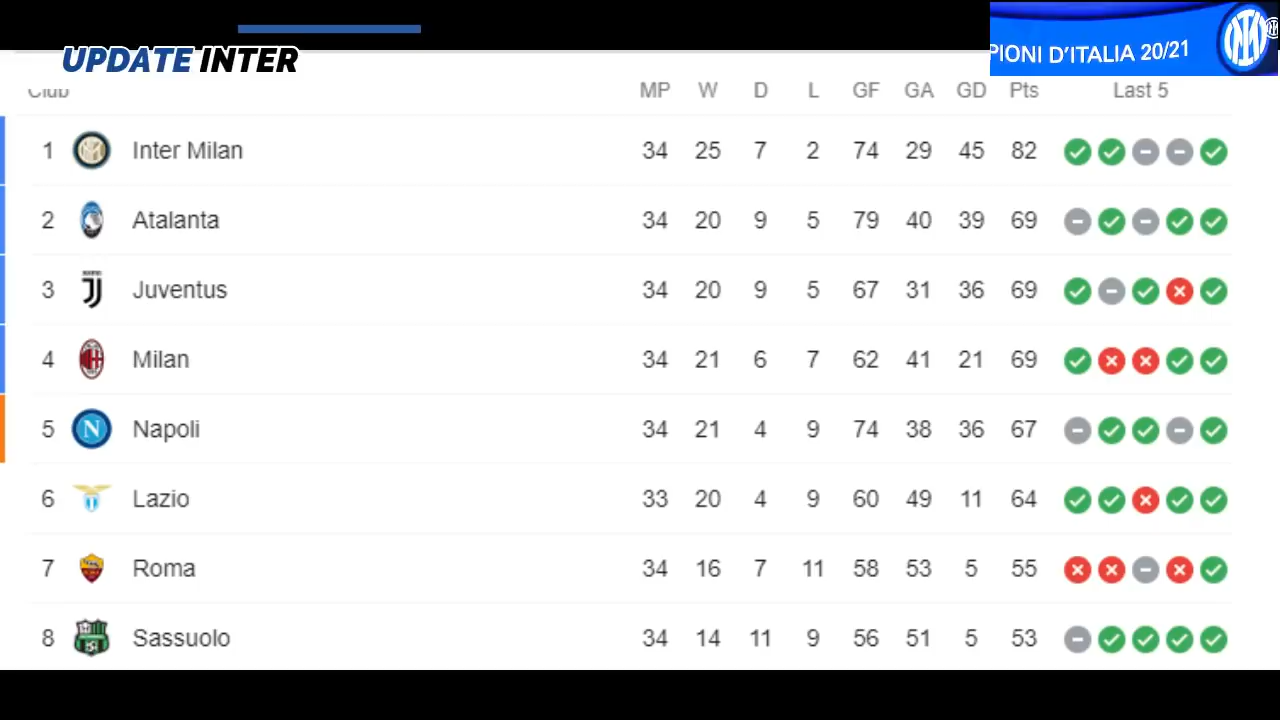 PIONI D'ITALIA 20/21
UPDATE INTER
Club MP W D L GF GA GD Pts Last 5
1 Inter Milan 34 25 7 2 74 29 45 82
2 Atalanta 34 20 9 5 79 40 39 69
3 Juventus 34 20 9 5 67 31 36 69
4 Milan 34 21 6 7 62 41 21 69
5 Napoli 34 21 4 9 74 38 36 67
6 Lazio 33 20 4 9 60 49 11 64
7 Roma 34 16 7 11 58 53 5 55
8 Sassuolo 34 14 11 9 56 51 5 53